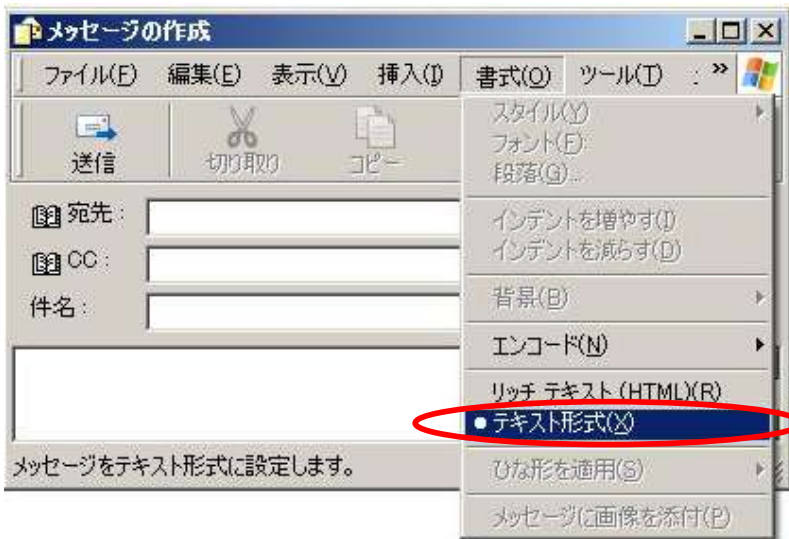 メッセージの作成
ファイル(F) 編集(E) 表示(V) 挿入(I) 書式(O) ツール(T) : »
送信 切り取り コピー
宛先:
CC:
件名:
スタイル(Y)
フォント(F):
段落(G)...
インデントを増やす(I)
インデントを減らす(D)
背景(B)
エンコード(N)
リッチ テキスト (HTML)(R)
テキスト形式(X)
ひな形を適用(S)
メッセージに画像を添付(P)
メッセージをテキスト形式に設定します。